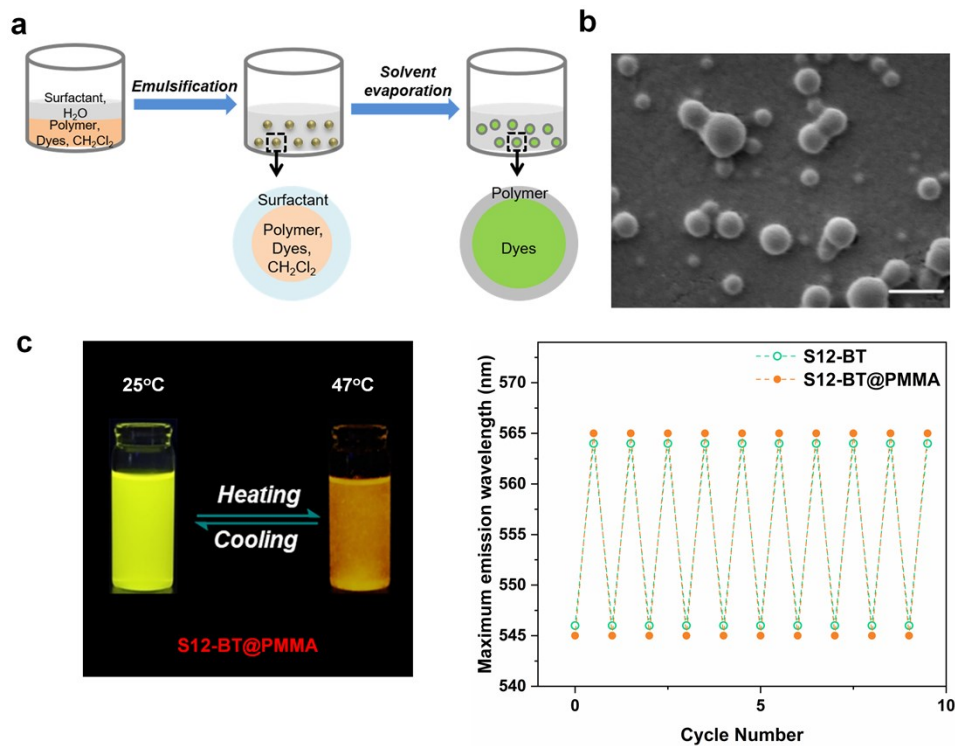 a
Surfactant,
H₂O
Polymer,
Dyes, CH₂Cl₂
Emulsification
Solvent
evaporation
Surfactant
Polymer,
Dyes,
CH₂Cl₂
Polymer
Dyes
b
c
25°C
47°C
Heating
Cooling
S12-BT@PMMA
Maximum emission wavelength (nm)
570
565
560
555
550
545
540
0
5
10
Cycle Number
S12-BT
S12-BT@PMMA